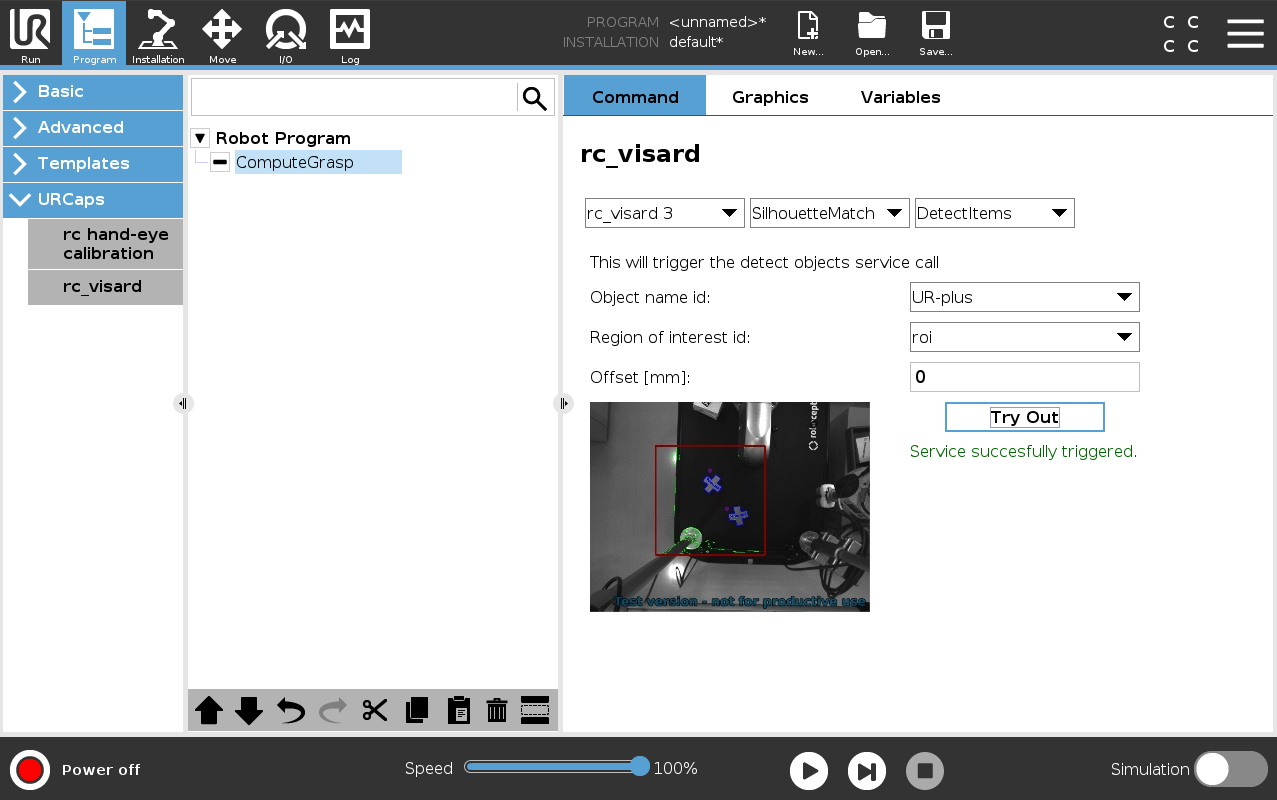 UR
PROGRAM <unnamed>*
INSTALLATION default*
C C
C C
Run Program Installation Move I/O Log New... Open... Save...
Basic
Advanced
Templates
URCaps
rc hand-eye
calibration
rc_visard
Robot Program
ComputeGrasp
Command Graphics Variables
rc_visard
rc_visard 3 SilhouetteMatch DetectItems
This will trigger the detect objects service call
Object name id: UR-plus
Region of interest id: roi
Offset [mm]: 0
Try Out
Service succesfully triggered.
Test version - not for productive use
Power off
Speed 100%
Simulation